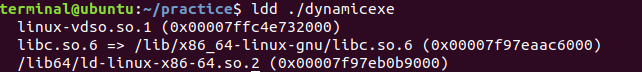 terminal@ubuntu:~/practice$ ldd ./dynamicexe
linux-vdso.so.1 (0x00007ffc4e732000)
libc.so.6 => /lib/x86_64-linux-gnu/libc.so.6 (0x00007f97eaac6000)
/lib64/ld-linux-x86-64.so.2 (0x00007f97eb0b9000)